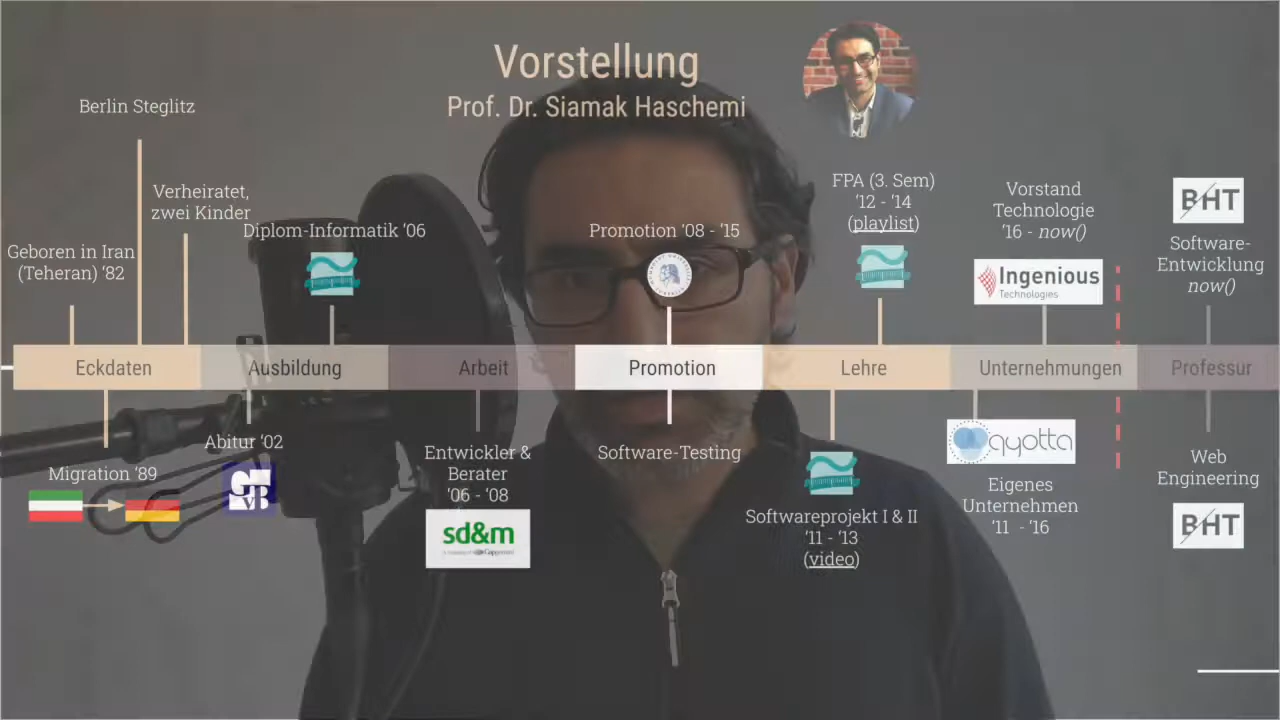 Vorstellung
Prof. Dr. Siamak Haschemi
Berlin Steglitz
Verheiratet,
zwei Kinder
Geboren in Iran
(Teheran) ‘82
Diplom-Informatik ‘06
Promotion ‘08 - ‘15
FPA (3. Sem)
‘12 - ‘14
(playlist)
Vorstand
Technologie
‘16 - now()
Ingenious
Technologies
BHT
Software-
Entwicklung
now()
Eckdaten
Ausbildung
Arbeit
Promotion
Lehre
Unternehmungen
Professur
Migration ‘89
Abitur ‘02
GvB
Entwickler &
Berater
‘06 - ‘08
sd&m
Software-Testing
Softwareprojekt I & II
‘11 - ‘13
(video)
qyotta
Eigenes
Unternehmen
‘11 - ‘16
Web
Engineering
BHT